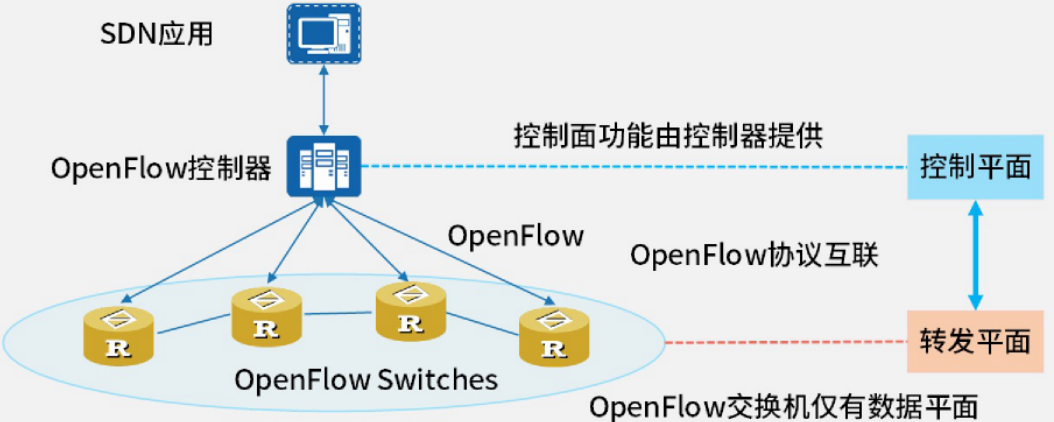 SDN应用
控制面功能由控制器提供
OpenFlow控制器
控制平面
OpenFlow
OpenFlow协议互联
R
R
R
R
转发平面
OpenFlow Switches
OpenFlow交换机仅有数据平面